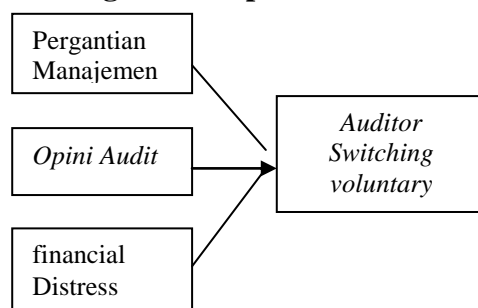 Pergantian
Manajemen
Opini Audit
financial
Distress
Auditor
Switching
voluntary